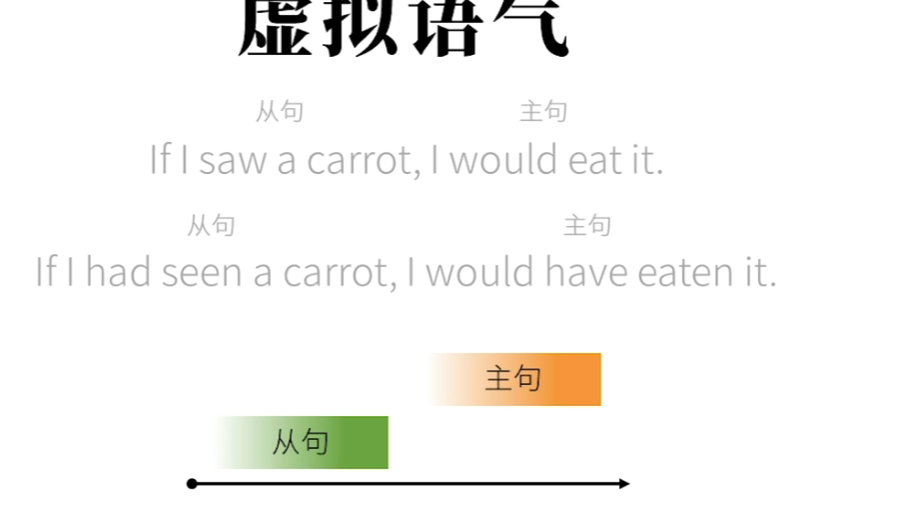 虚拟语气
从句 主句
If I saw a carrot, I would eat it.
从句 主句
If I had seen a carrot, I would have eaten it.
主句
从句